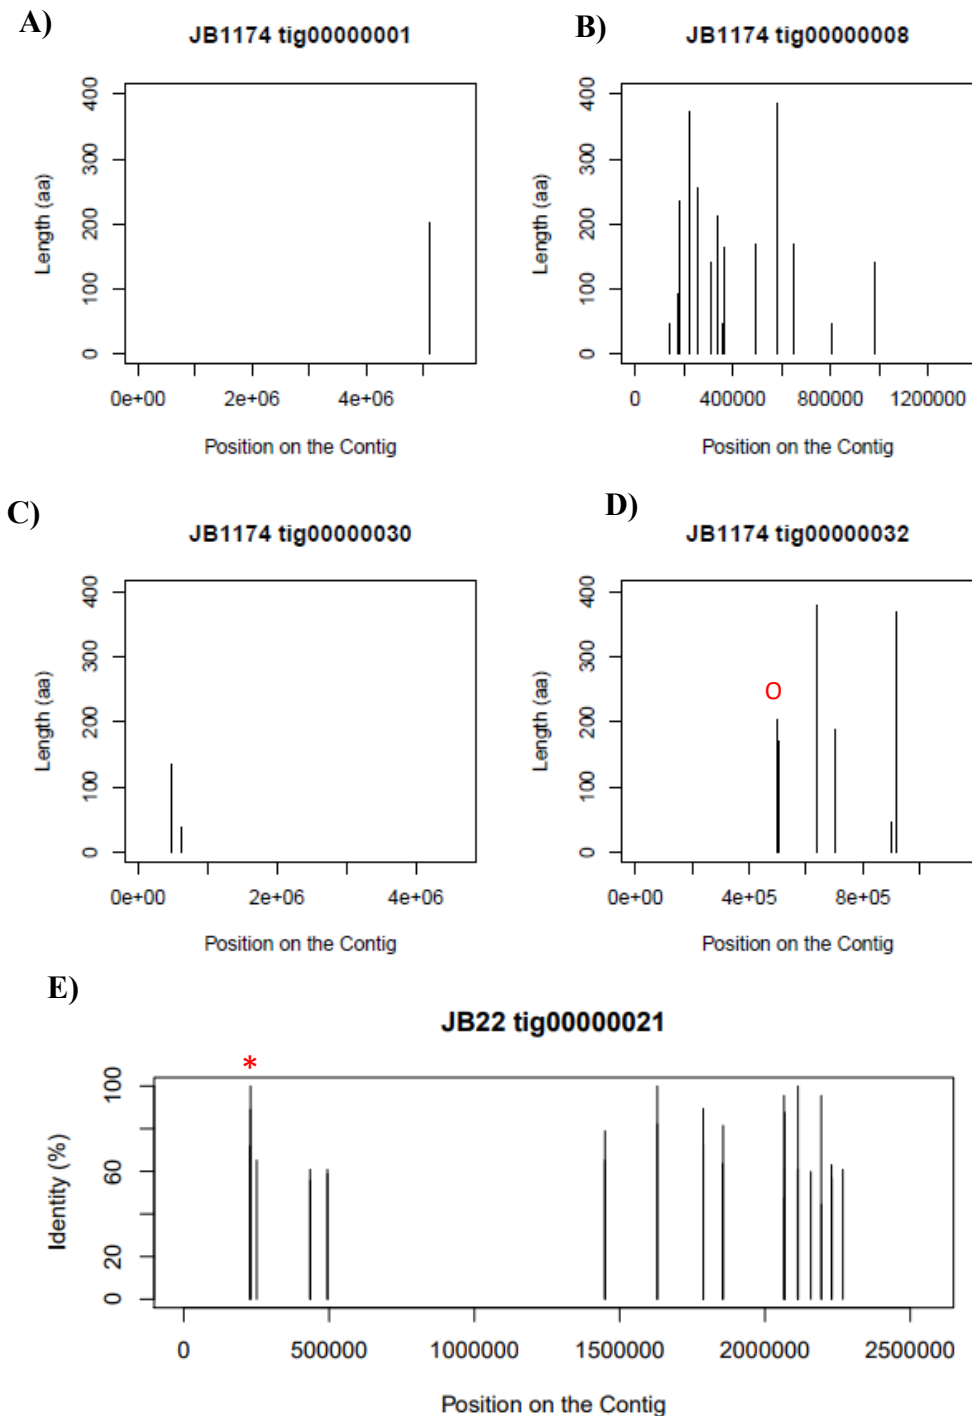 A)
JB1174 tig00000001
400
300
200
100
0
Length (aa)
0e+00 2e+06 4e+06
Position on the Contig
B)
JB1174 tig00000008
400
300
200
100
0
Length (aa)
0 400000 800000 1200000
Position on the Contig
C)
JB1174 tig00000030
400
300
200
100
0
Length (aa)
0e+00 2e+06 4e+06
Position on the Contig
D)
JB1174 tig00000032
400
300
200
100
0
Length (aa)
O
0e+00 4e+05 8e+05
Position on the Contig
E)
JB22 tig00000021
*
100
60
20
0
Identity (%)
0 500000 1000000 1500000 2000000 2500000
Position on the Contig